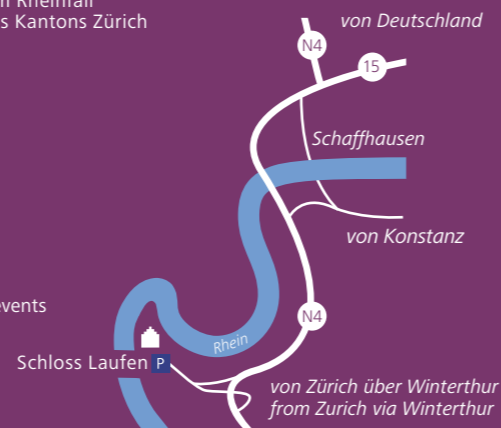 Rheinfall
s Kantons Zürich
von Deutschland
N4
15
Schaffhausen
von Konstanz
events
N4
Rhein
Schloss Laufen P
von Zürich über Winterthur
from Zurich via Winterthur